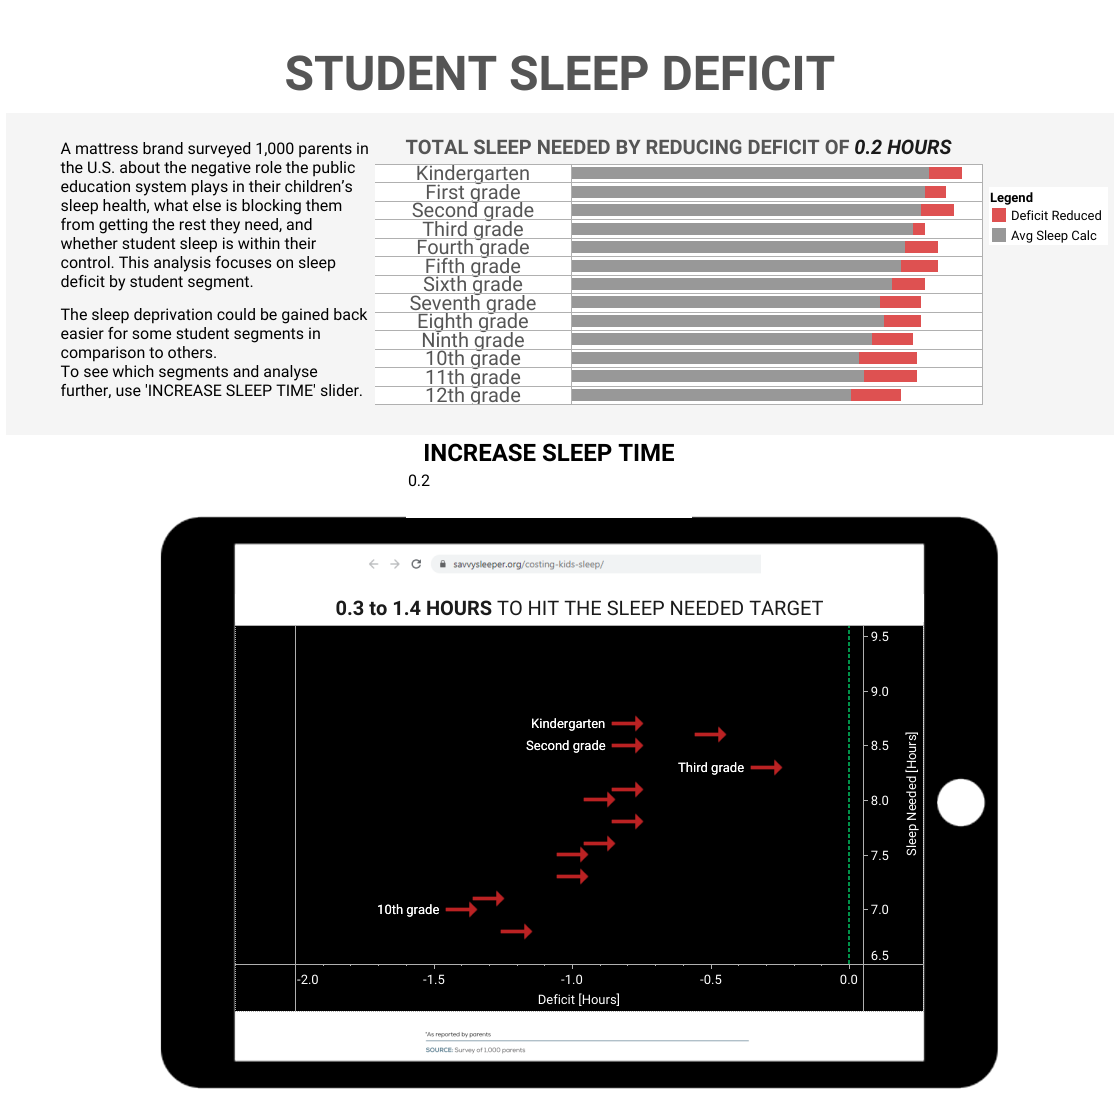 STUDENT SLEEP DEFICIT
A mattress brand surveyed 1,000 parents in
the U.S. about the negative role the public
education system plays in their children's
sleep health, what else is blocking them
from getting the rest they need, and
whether student sleep is within their
control. This analysis focuses on sleep
deficit by student segment.
The sleep deprivation could be gained back
easier for some student segments in
comparison to others.
To see which segments and analyse
further, use 'INCREASE SLEEP TIME' slider.
TOTAL SLEEP NEEDED BY REDUCING DEFICIT OF 0.2 HOURS
Kindergarten
First grade
Second grade
Third grade
Fourth grade
Fifth grade
Sixth grade
Seventh grade
Eighth grade
Ninth grade
10th grade
11th grade
12th grade
Legend
Deficit Reduced
Avg Sleep Calc
INCREASE SLEEP TIME
0.2
savvysleeper.org/costing-kids-sleep/
0.3 to 1.4 HOURS TO HIT THE SLEEP NEEDED TARGET
Kindergarten
Second grade
Third grade
10th grade
9.5
9.0
8.5
8.0
7.5
7.0
6.5
Sleep Needed [Hours]
-2.0 -1.5 -1.0 -0.5 0.0
Deficit [Hours]
*As reported by parents
SOURCE: Survey of 1,000 parents